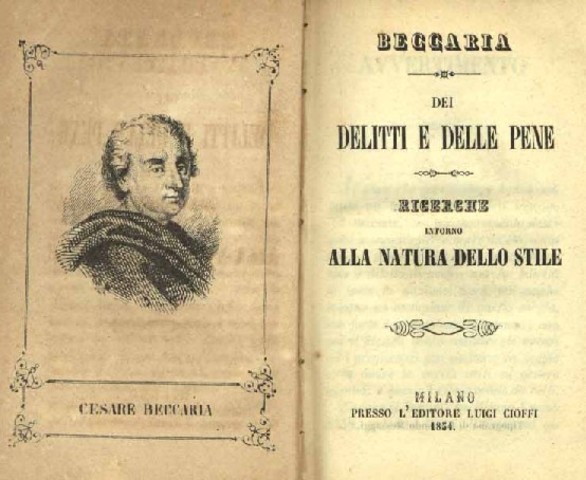 CESARE BECCARIA
BECCARIA
DEI
DELITTI E DELLE PENE
RICERCHE
INTORNO
ALLA NATURA DELLO STILE
MILANO
PRESSO L'EDITORE LUIGI CIOFFI
1854.